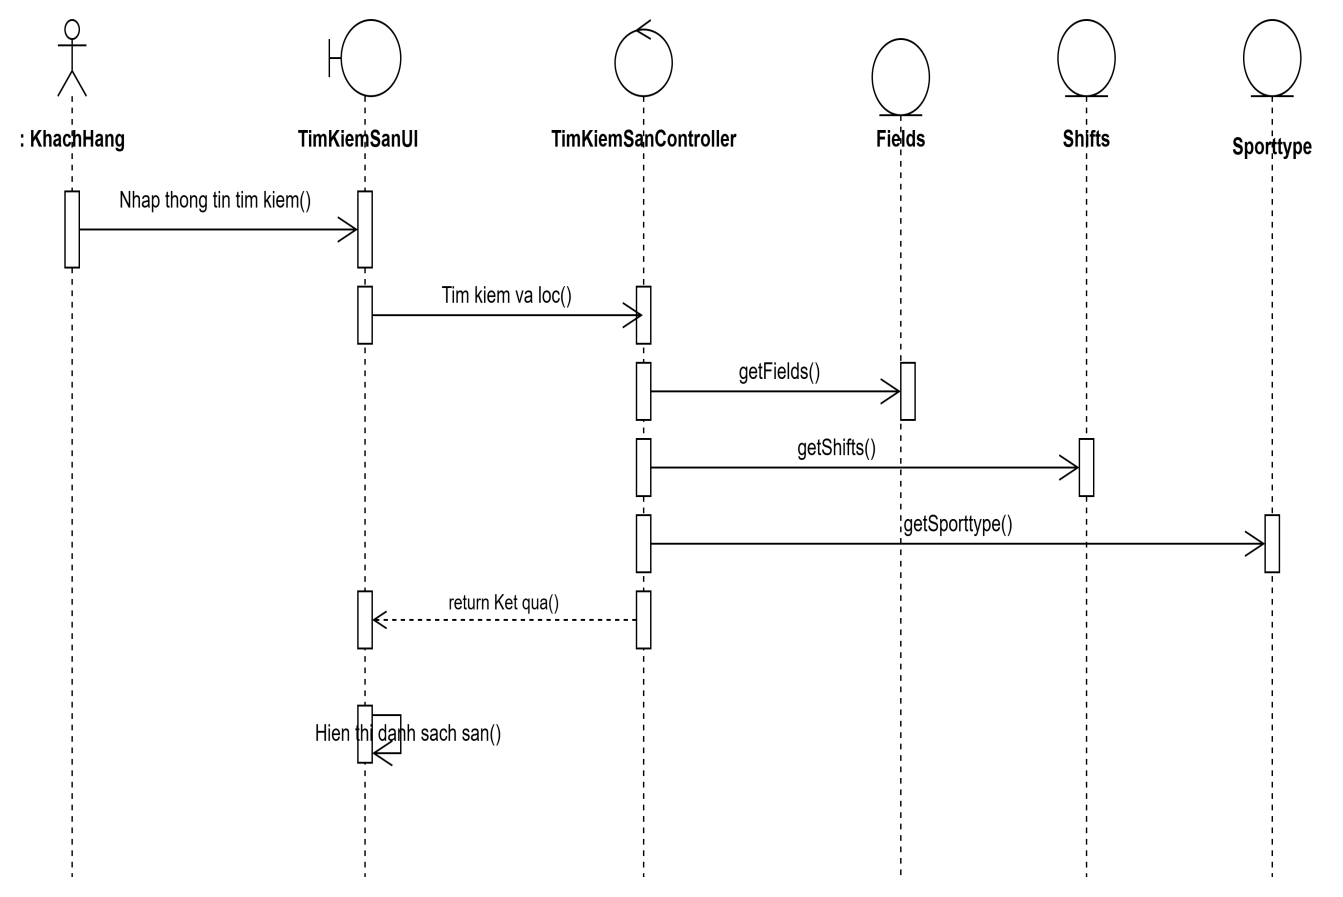 : KhachHang
TimKiemSanUI
TimKiemSanController
Fields
Shifts
Sporttype
Nhap thong tin tim kiem()
Tim kiem va loc()
getFields()
getShifts()
getSporttype()
return Ket qua()
Hien thi danh sach san()